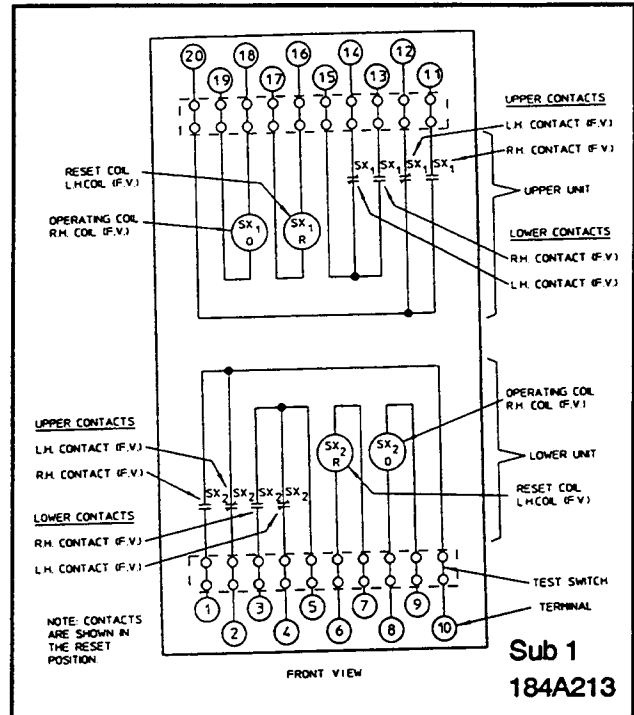 20 19 18 17 16 15 14 13 12 11
UPPER CONTACTS
L.H. CONTACT (F.V.)
R.H. CONTACT (F.V.)
SX1 SX1 SX1 SX1
UPPER UNIT
RESET COIL
L.H.COIL (F.V.)
OPERATING COIL
R.H. COIL (F.V.)
SX1
O
SX1
R
LOWER CONTACTS
R.H. CONTACT (F.V.)
L.H. CONTACT (F.V.)
OPERATING COIL
R.H. COIL (F.V.)
UPPER CONTACTS
L.H. CONTACT (F.V.)
R.H. CONTACT (F.V.)
SX2
R
SX2
O
LOWER UNIT
RESET COIL
L.H.COIL (F.V.)
SX2 SX2 SX2 SX2
LOWER CONTACTS
R.H. CONTACT (F.V.)
L.H. CONTACT (F.V.)
TEST SWITCH
1 2 3 4 5 6 7 8 9 10
TERMINAL
NOTE: CONTACTS
ARE SHOWN IN
THE RESET
POSITION.
FRONT VIEW
Sub 1
184A213